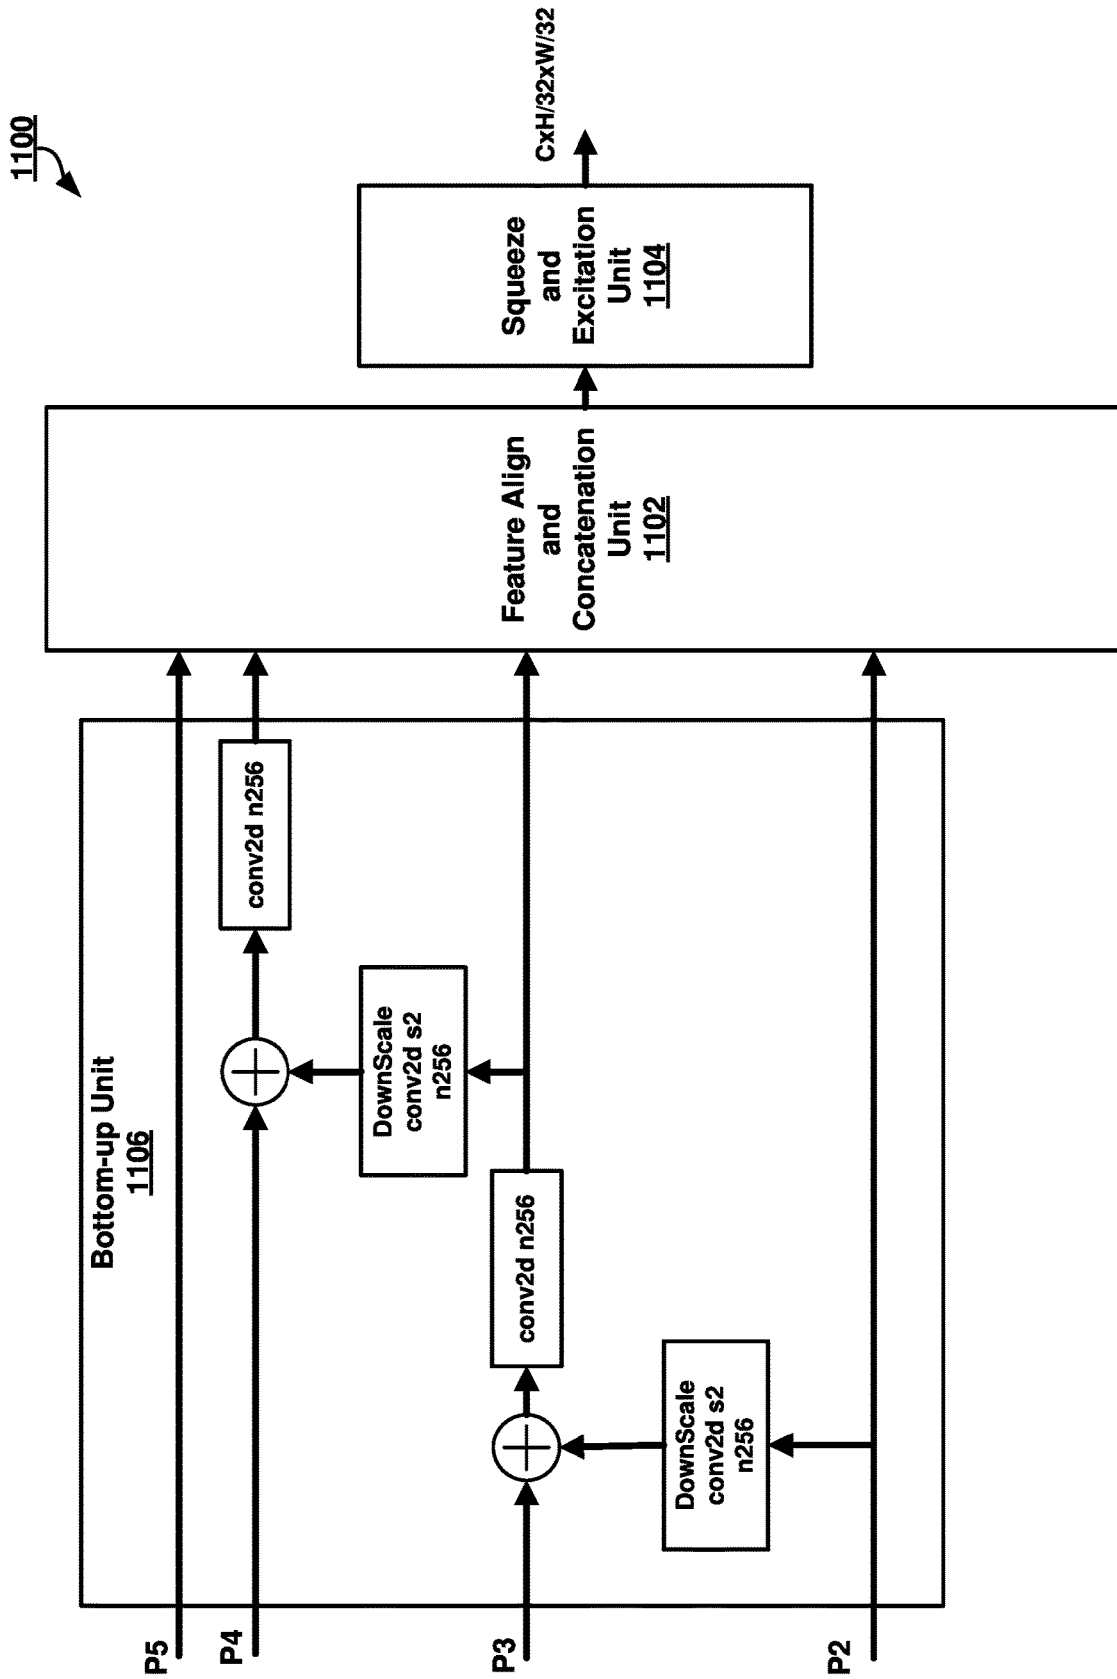 1100
Bottom-up Unit
1106
P5
P4
P3
P2
conv2d n256
DownScale
conv2d s2
n256
conv2d n256
DownScale
conv2d s2
n256
Feature Align
and
Concatenation
Unit
1102
Squeeze
and
Excitation
Unit
1104
CxH/32xW/32